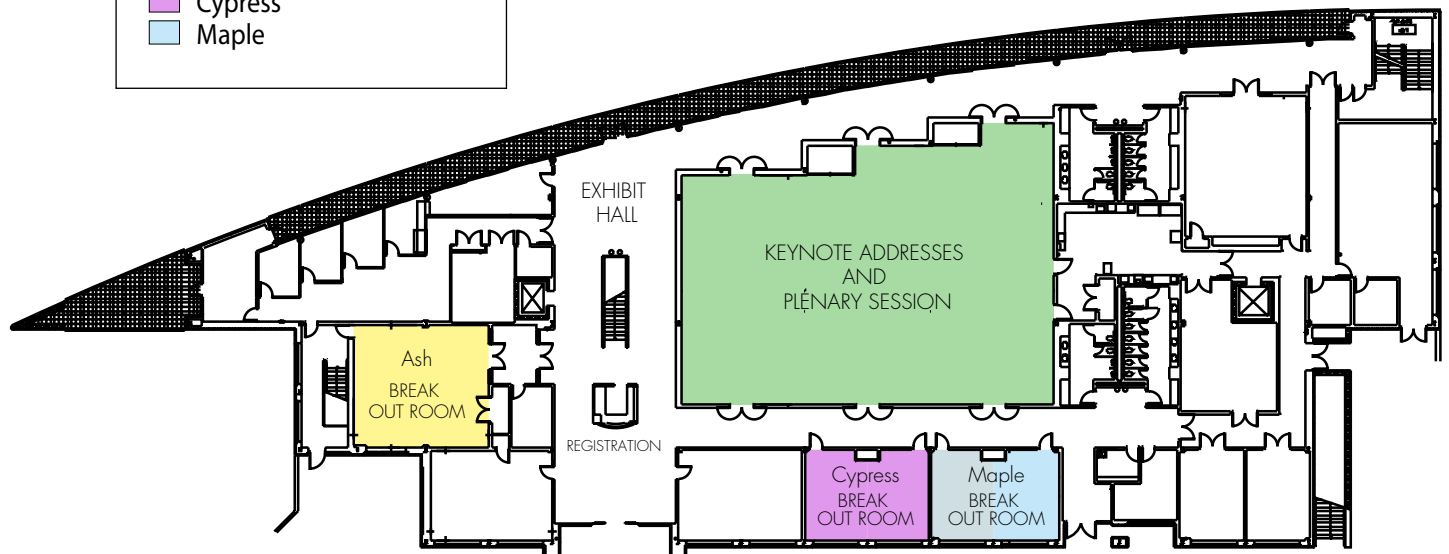 Cypress
Maple
EXHIBIT
HALL
KEYNOTE ADDRESSES
AND
PLÉNARY SESSION
Ash
BREAK
OUT ROOM
REGISTRATION
Cypress
BREAK
OUT ROOM
Maple
BREAK
OUT ROOM